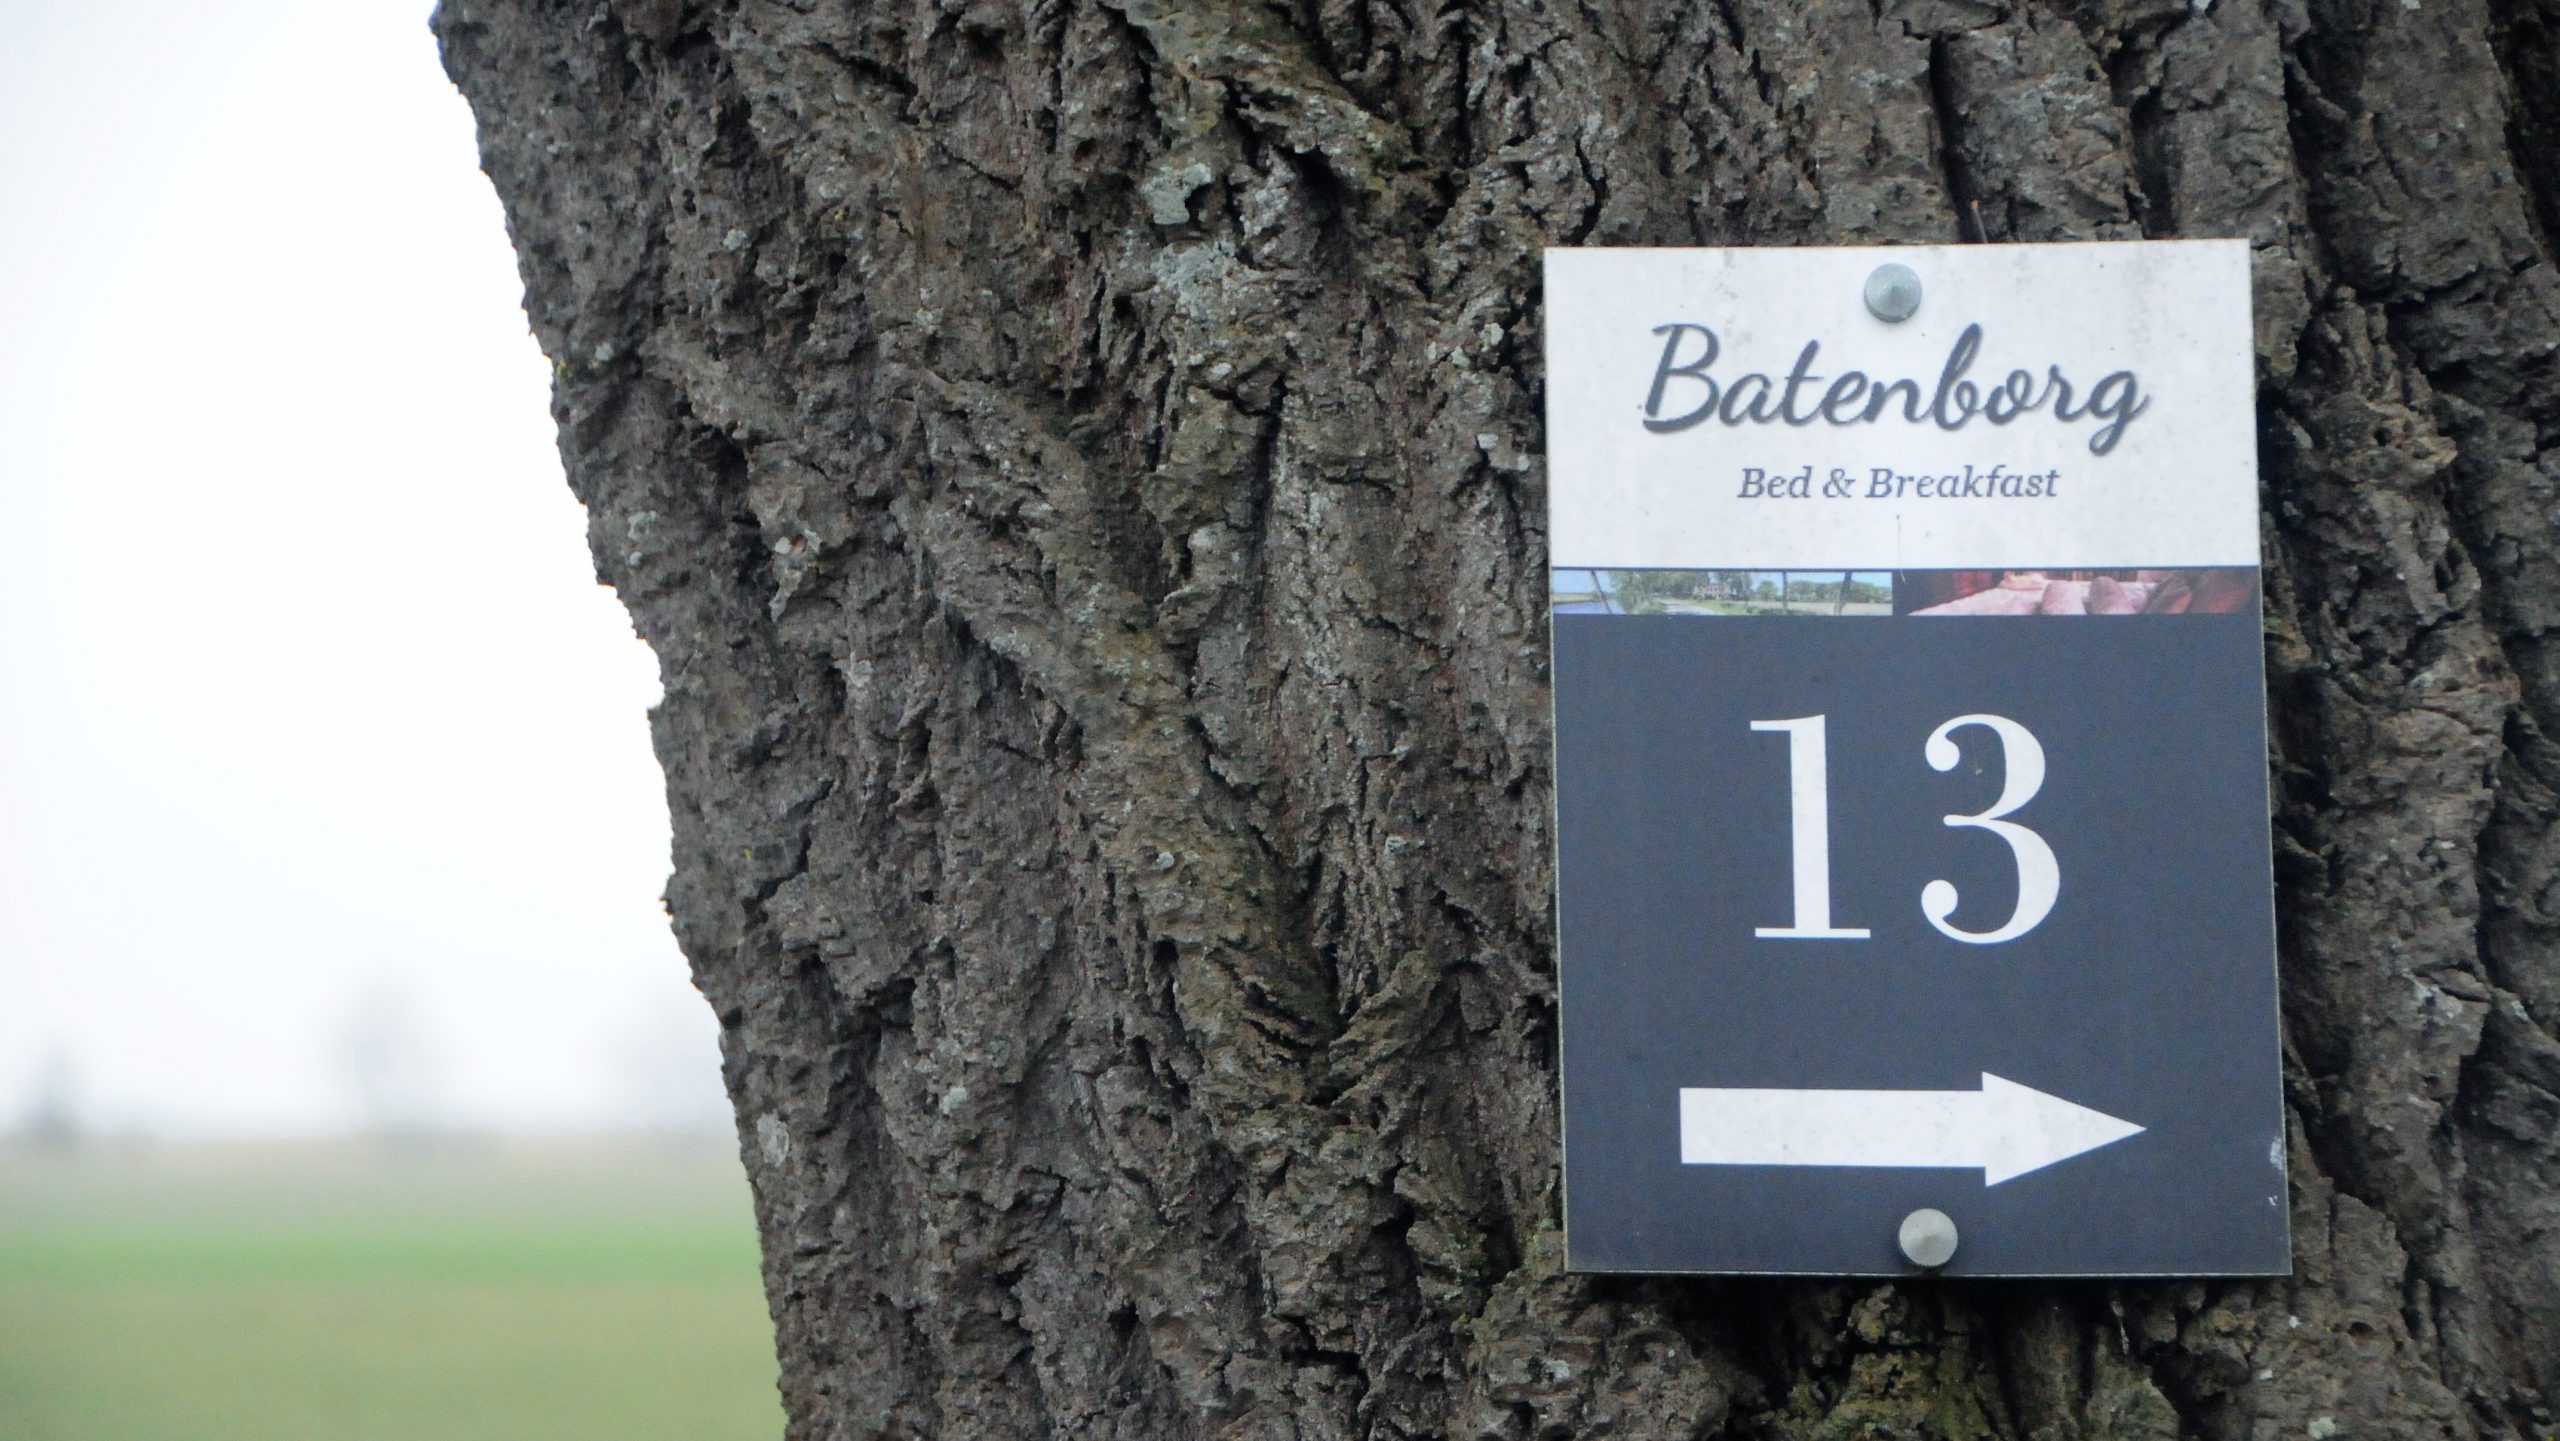 Batenborg
Bed & Breakfast
13